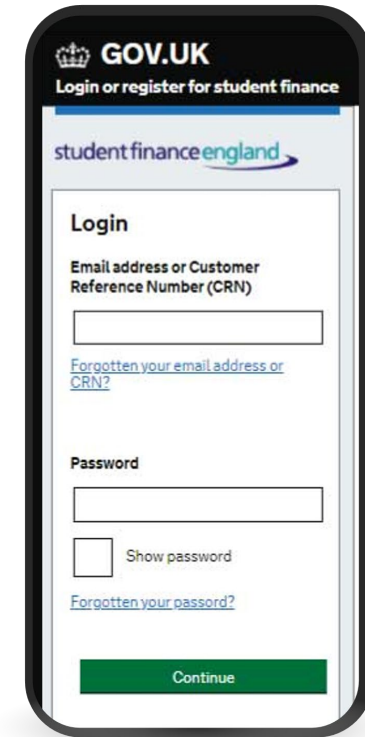 GOV.UK
Login or register for student finance
student finance england
Login
Email address or Customer
Reference Number (CRN)
Forgotten your email address or
CRN?
Password
Show password
Forgotten your passord?
Continue